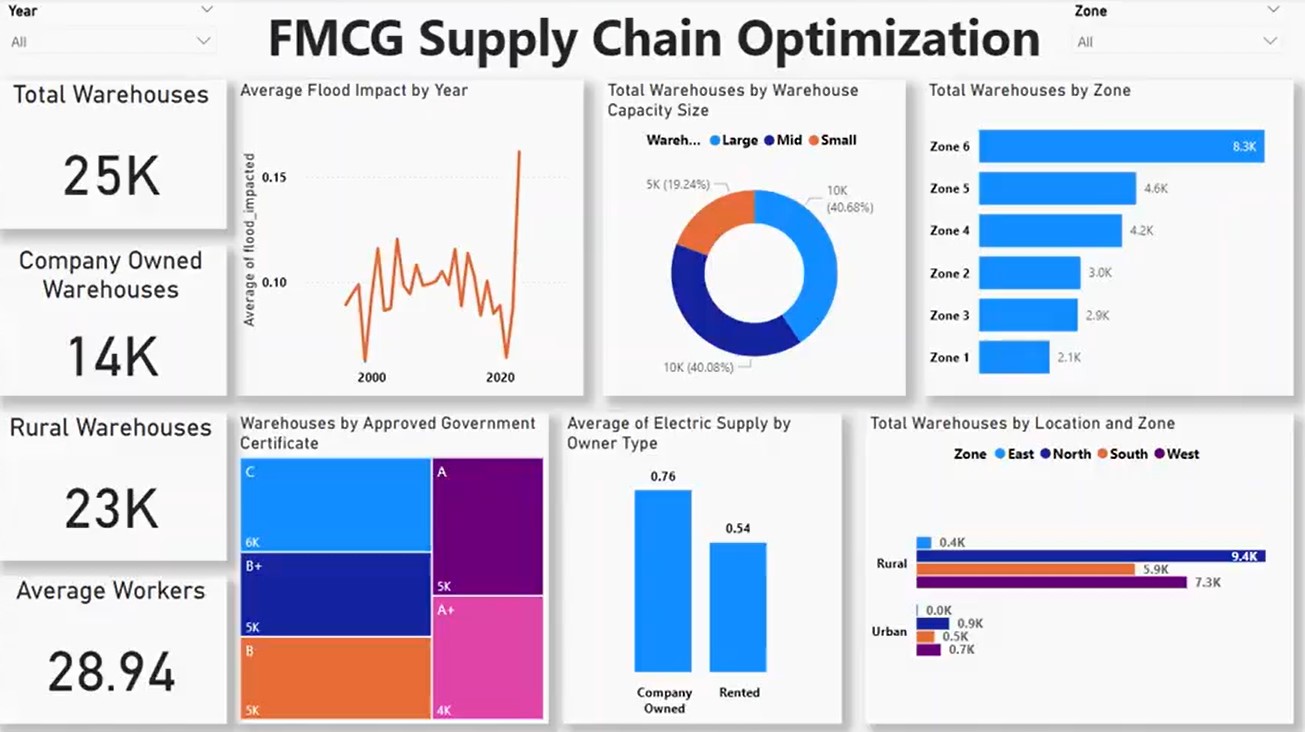 Year
All
FMCG Supply Chain Optimization
Zone
All
Total Warehouses
25K
Company Owned
Warehouses
14K
Rural Warehouses
23K
Average Workers
28.94
Average Flood Impact by Year
Average of flood_impacted
0.15
0.10
2000
2020
Total Warehouses by Warehouse
Capacity Size
Wareh... Large Mid Small
5K (19.24%)
10K
(40.68%)
10K (40.08%)
Total Warehouses by Zone
Zone 6 8.3K
Zone 5 4.6K
Zone 4 4.2K
Zone 2 3.0K
Zone 3 2.9K
Zone 1 2.1K
Warehouses by Approved Government
Certificate
C
6K
B+
5K
B
5K
A
5K
A+
4K
Average of Electric Supply by
Owner Type
0.76
0.54
Company
Owned
Rented
Total Warehouses by Location and Zone
Zone East North South West
Rural
0.4K
9.4K
5.9K
7.3K
Urban
0.0K
0.9K
0.5K
0.7K